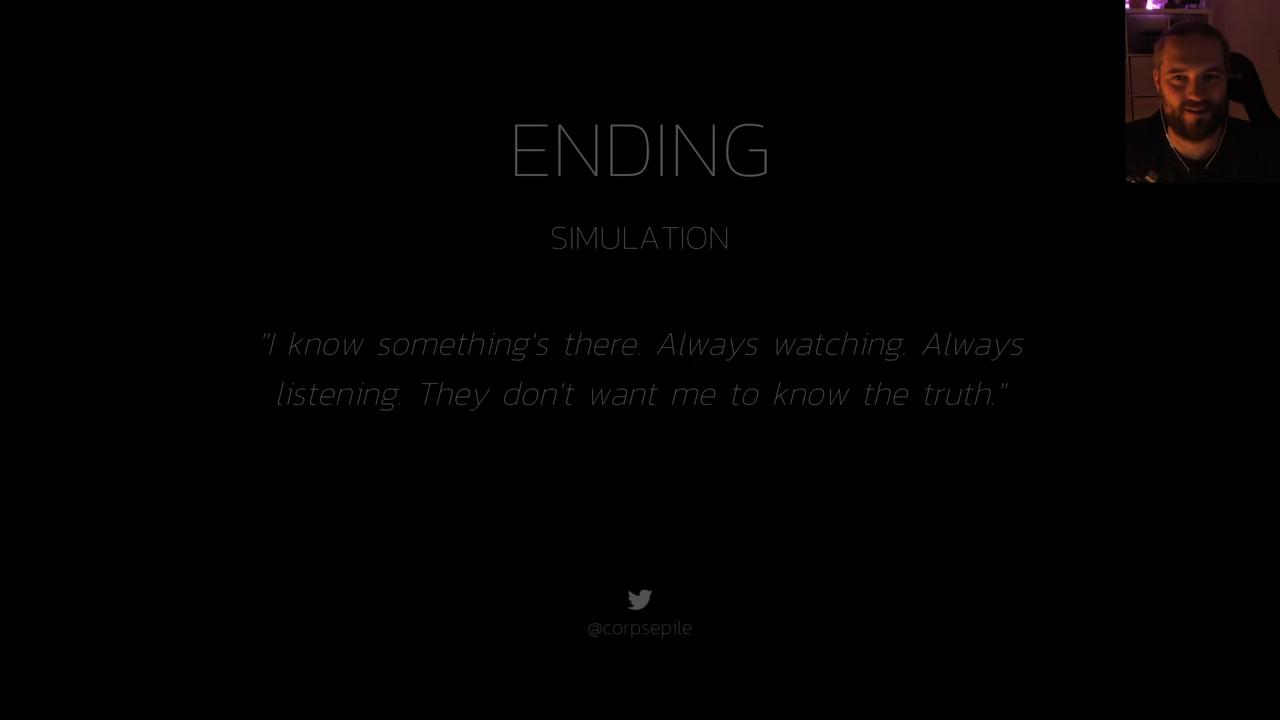 ENDING
SIMULATION
"I know something's there. Always watching. Always
listening. They don't want me to know the truth."
@corpsepile